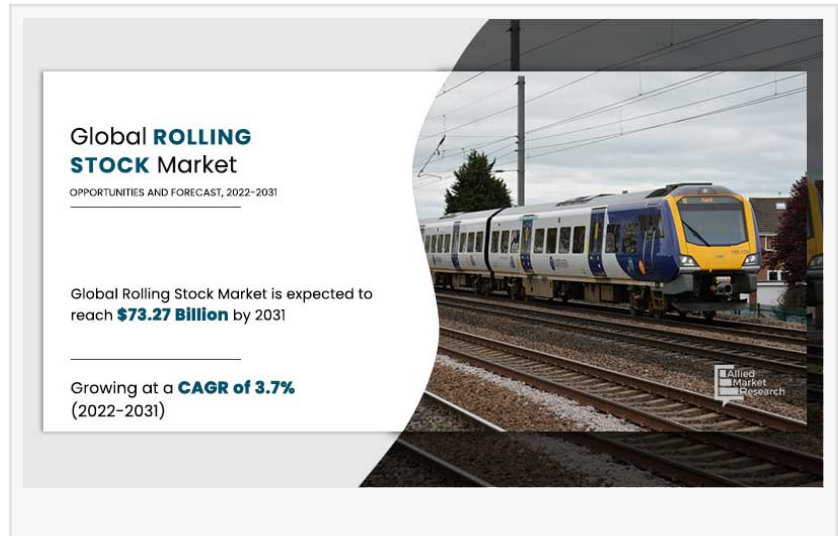 Global ROLLING
STOCK Market
OPPORTUNITIES AND FORECAST, 2022-2031
Global Rolling Stock Market is expected to
reach $73.27 Billion by 2031
Growing at a CAGR of 3.7%
(2022-2031)
Allied
Market
Research